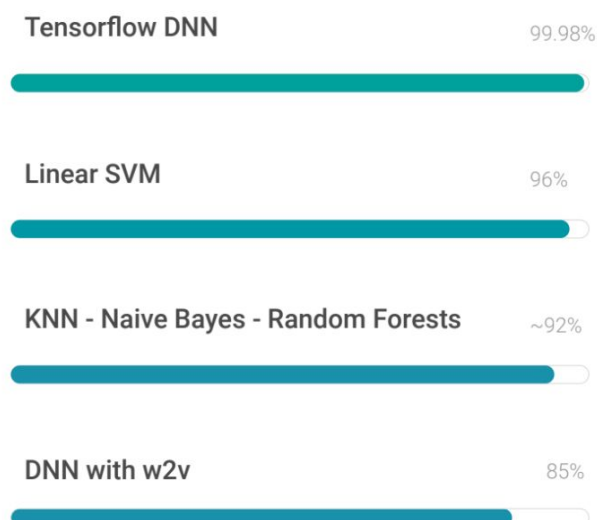 Tensorflow DNN
99.98%
Linear SVM
96%
KNN - Naive Bayes - Random Forests
~92%
DNN with w2v
85%